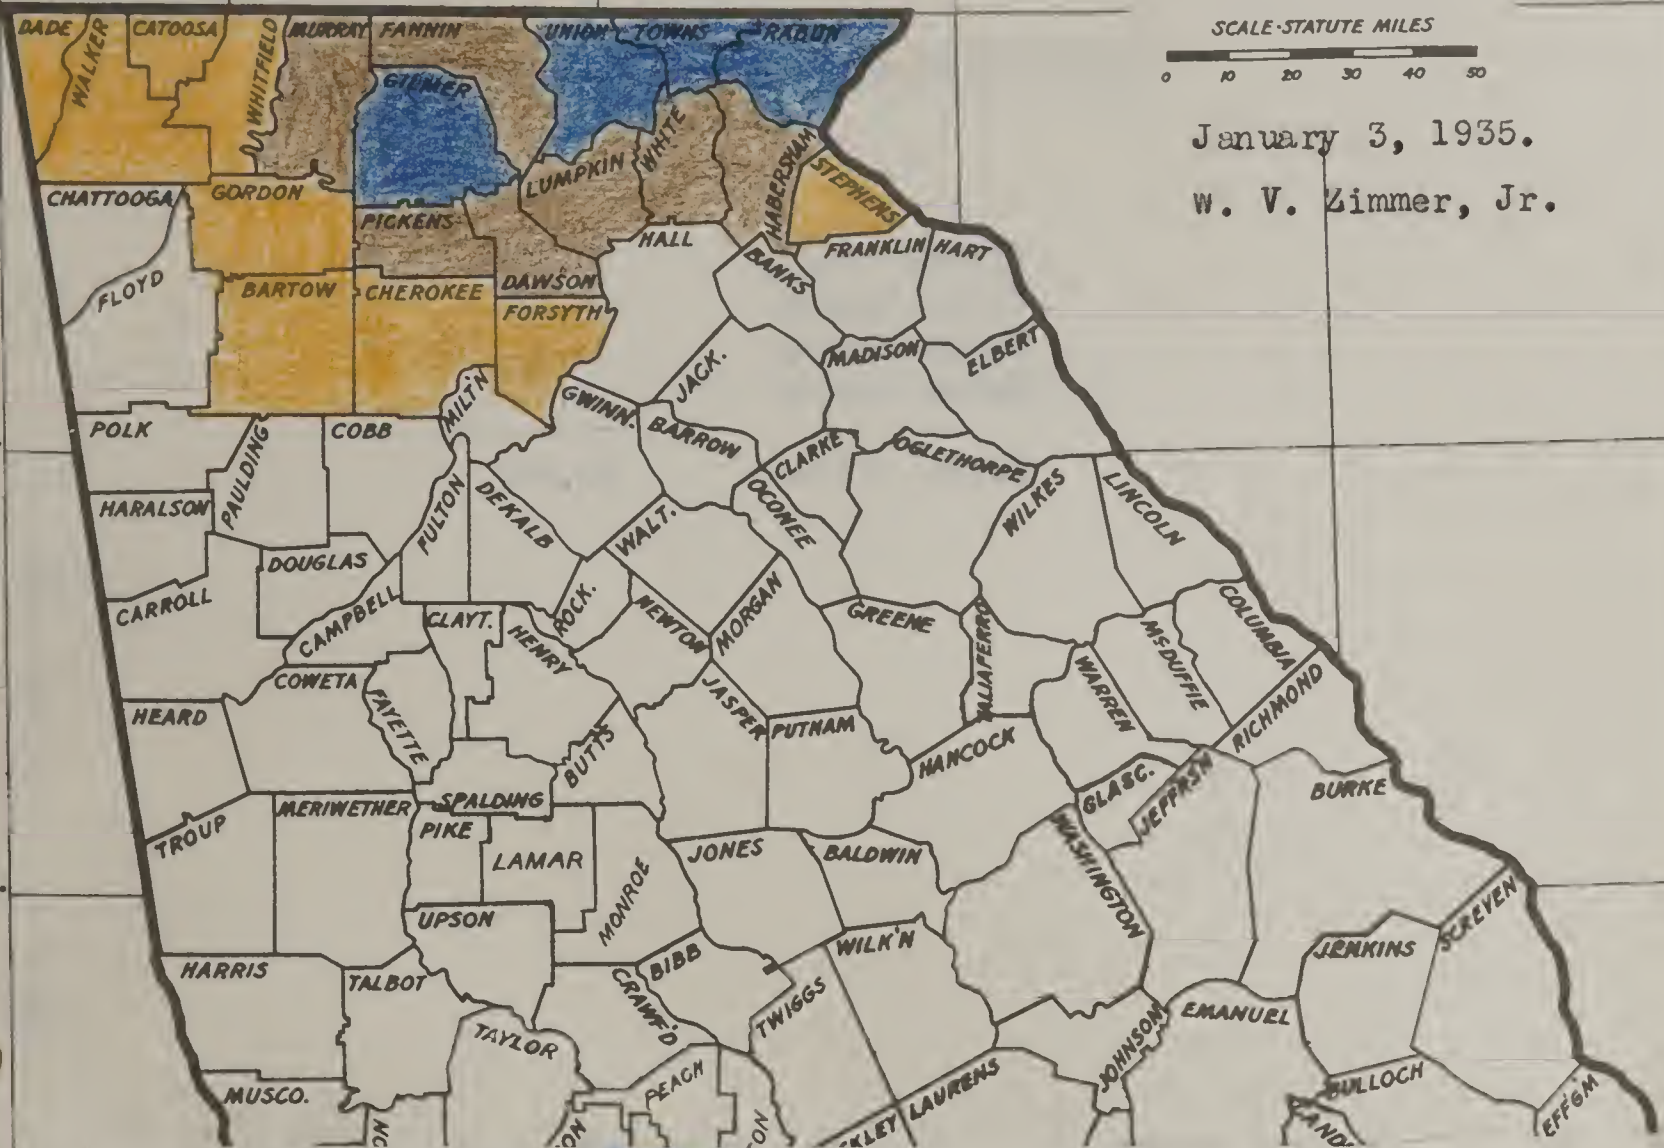 SCALE-STATUTE MILES
0 10 20 30 40 50
January 3, 1935.
W. V. Zimmer, Jr.
DADE
WALKER
CATOOSA
WHITFIELD
MURRAY
FANNIN
UNION
TOWNS
RABUN
GILMER
LUMPKIN
WHITE
HABERSHAM
STEPHENS
CHATTOOGA
GORDON
PICKENS
DAWSON
HALL
BANKS
FRANKLIN
HART
FLOYD
BARTOW
CHEROKEE
FORSYTH
JACK.
MADISON
ELBERT
POLK
PAULDING
COBB
MILT'N
GWINN.
BARROW
CLARKE
OGLETHORPE
WILKES
LINCOLN
HARALSON
DOUGLAS
FULTON
DEKALB
WALT.
OCONEE
CARROLL
CAMPBELL
CLAYT.
HENRY
ROCK.
NEWTON
MORGAN
GREENE
TALIAFERRO
WARREN
McDUFFIE
COLUMBIA
RICHMOND
HEARD
COWETA
FAYETTE
SPALDING
BUTTS
JASPER
PUTNAM
HANCOCK
GLASC.
JEFFRSN
BURKE
TROUP
MERIWETHER
PIKE
LAMAR
MONROE
JONES
BALDWIN
WASHINGTON
JENKINS
SCREVEN
HARRIS
TALBOT
UPSON
CRAWF'D
BIBB
TWIGGS
WILK'N
JOHNSON
EMANUEL
MUSCO.
TAYLOR
PEACH
LAURENS
BULLOCH
EFFG'M